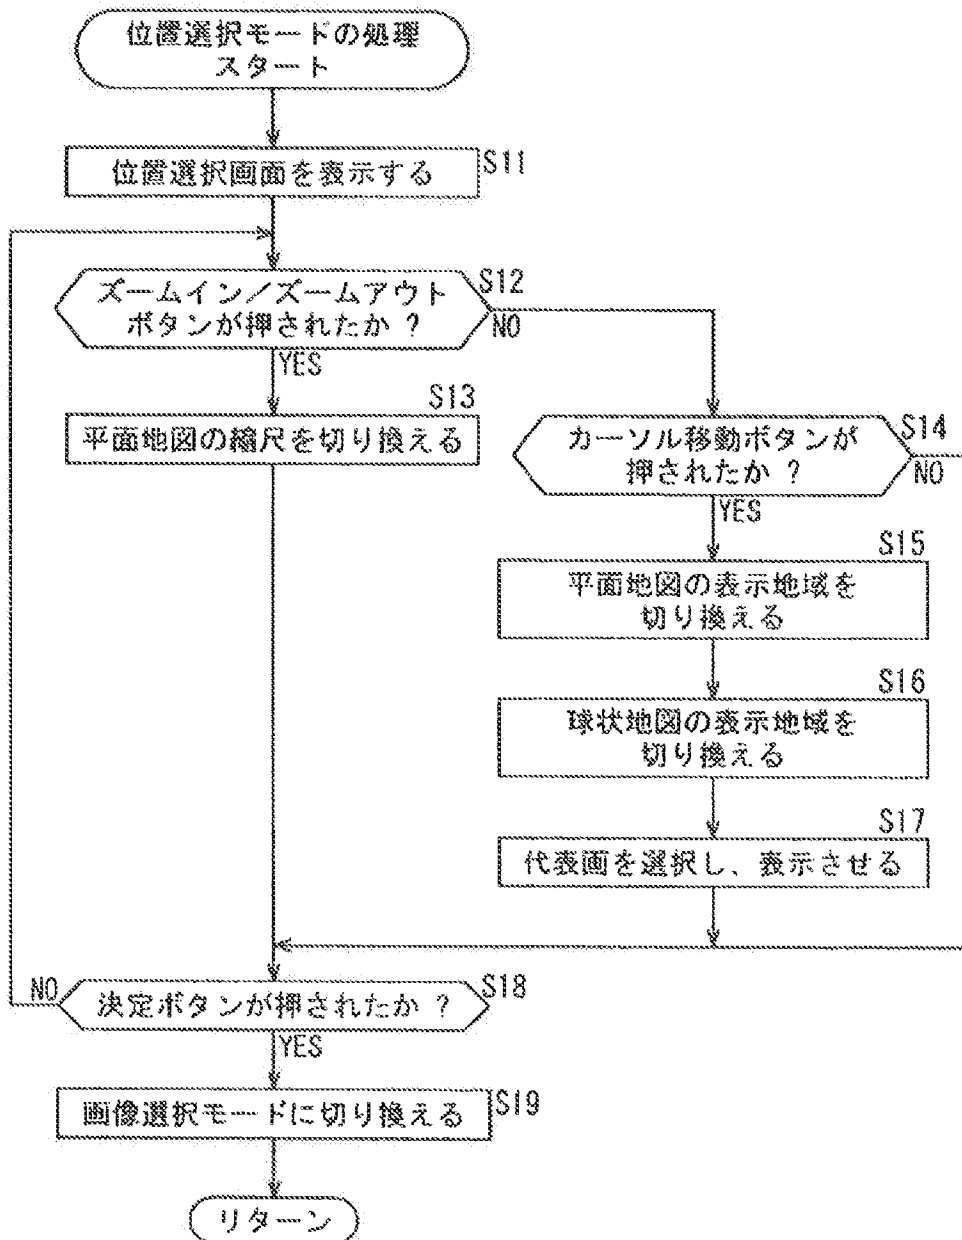 位置選択モードの処理
スタート
位置選択画面を表示する
S11
ズームイン/ズームアウト
ボタンが押されたか ?
S12
NO
YES
S13
平面地図の縮尺を切り換える
カーソル移動ボタンが
押されたか ?
S14
NO
YES
S15
平面地図の表示地域を
切り換える
S16
球状地図の表示地域を
切り換える
S17
代表画を選択し、表示させる
NO
決定ボタンが押されたか ?
S18
YES
画像選択モードに切り換える
S19
リターン